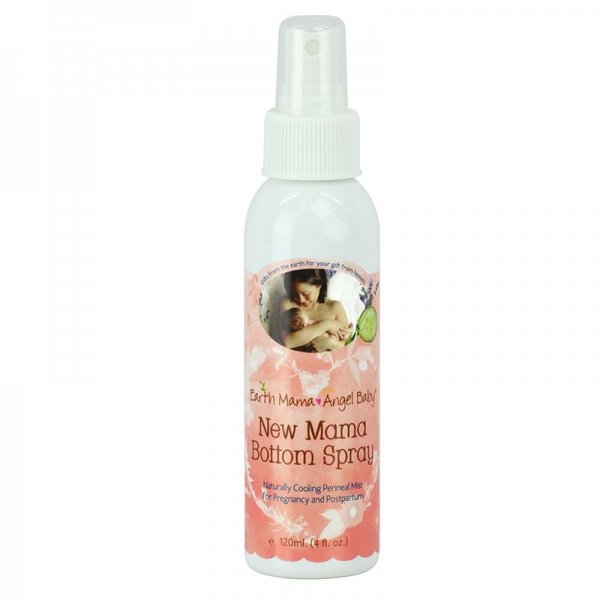 Gifts from the earth for your gift from heaven
Earth Mama Angel Baby
New Mama
Bottom Spray
Naturally Cooling Perineal Mist
for Pregnancy and Postpartum
e 120ml. (4 fl. oz.)